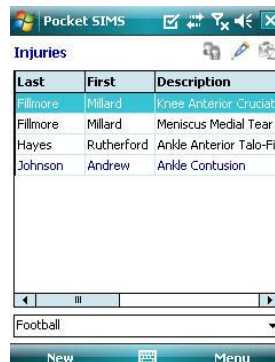 Pocket SIMS
Injuries
Last First Description
Fillmore Millard Knee Anterior Cruciat
Fillmore Millard Meniscus Medial Tear
Hayes Rutherford Ankle Anterior Talo-Fi
Johnson Andrew Ankle Contusion
Football
New Menu